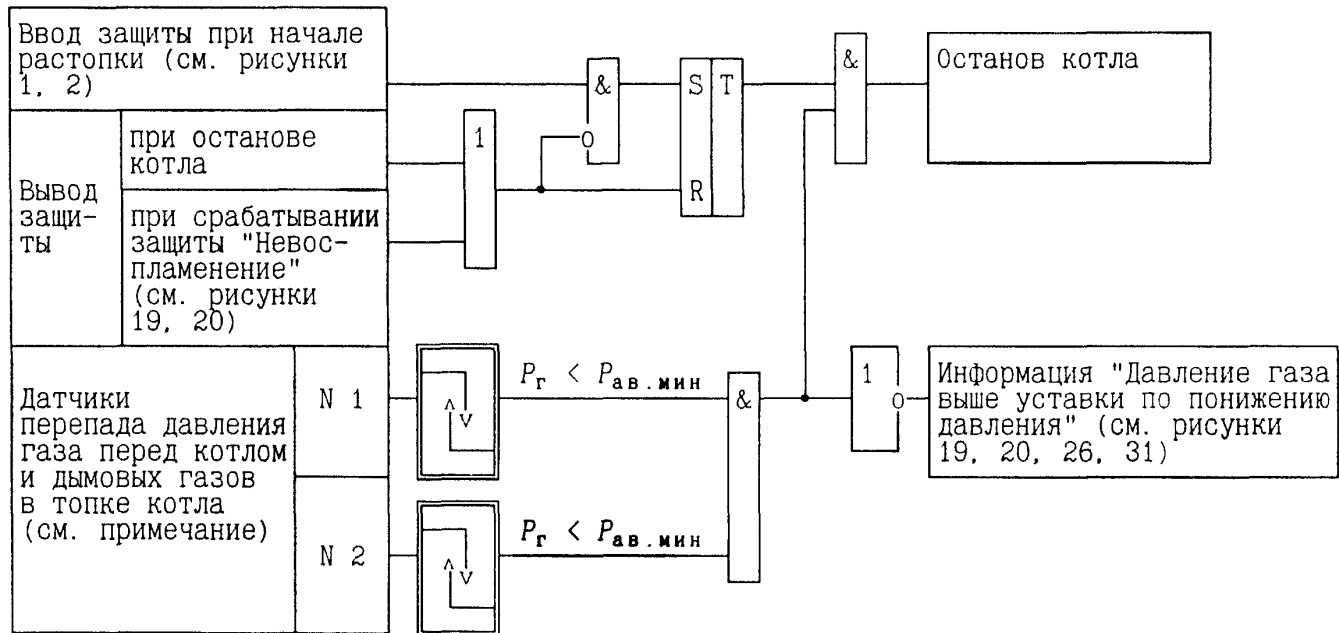 Ввод защиты при начале
растопки (см. рисунки
1, 2)
Вывод
защи-
ты
при останове
котла
при срабатывании
защиты "Невос-
пламенение"
(см. рисунки
19, 20)
Датчики
перепада давления
газа перед котлом
и дымовых газов
в топке котла
(см. примечание)
N 1
N 2
1
&
S
T
R
&
Останов котла
Pг < Pав.мин
Pг < Pав.мин
&
1
Информация "Давление газа
выше уставки по понижению
давления" (см. рисунки
19, 20, 26, 31)